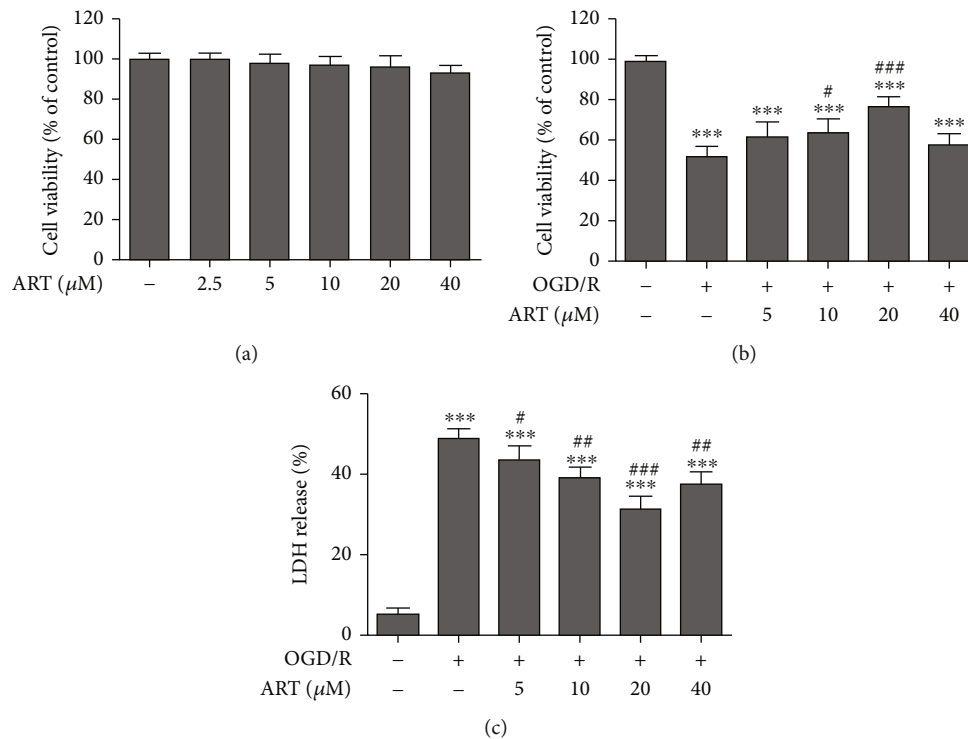 120
100
80
60
40
20
0
Cell viability (% of control)
ART (μM) – 2.5 5 10 20 40
(a)
120
100
80
60
40
20
0
Cell viability (% of control)
***
***
# ***
### ***
***
OGD/R – + + + + +
ART (μM) – – 5 10 20 40
(b)
60
40
20
0
LDH release (%)
***
# ***
## ***
### ***
## ***
OGD/R – + + + + +
ART (μM) – – 5 10 20 40
(c)